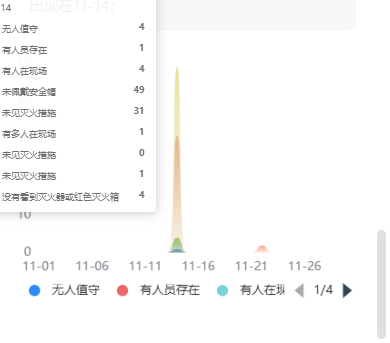 14 出现在11-14;
无人值守 4
有人员存在 1
有人在现场 4
未佩戴安全帽 49
未见灭火措施 31
有多人在现场 1
未见灭火措施 0
未见灭火措施 1
没有看到灭火器或红色灭火箱 4
10
0
11-01 11-06 11-11 11-16 11-21 11-26
无人值守 有人员存在 有人在现 1/4